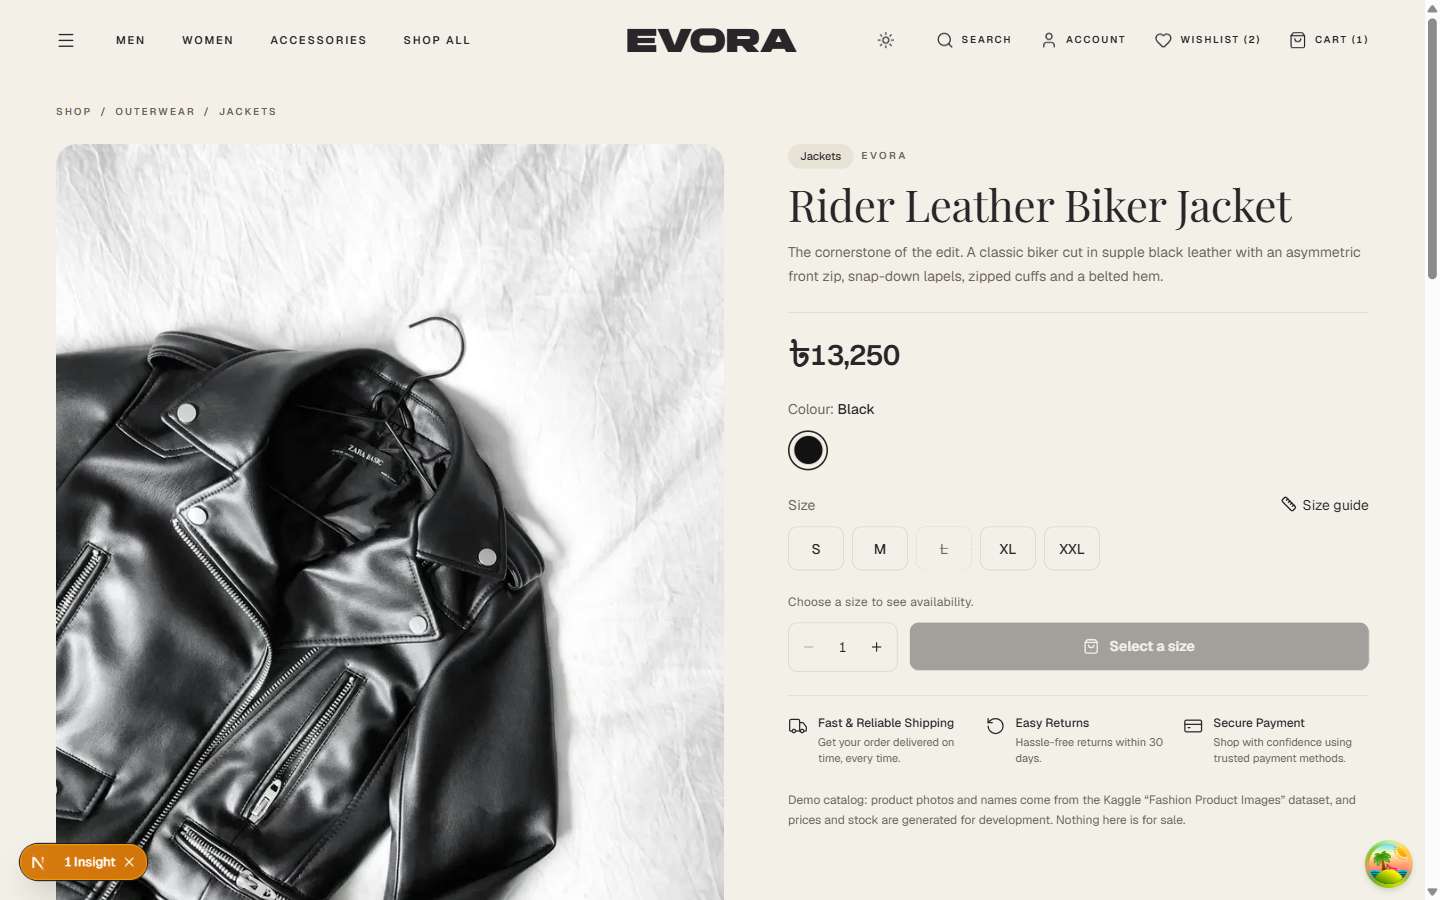 MEN
WOMEN
ACCESSORIES
SHOP ALL
EVORA
SEARCH
ACCOUNT
WISHLIST (2)
CART (1)
SHOP / OUTERWEAR / JACKETS
Jackets
EVORA
Rider Leather Biker Jacket
The cornerstone of the edit. A classic biker cut in supple black leather with an asymmetric
front zip, snap-down lapels, zipped cuffs and a belted hem.
৳13,250
Colour: Black
Size
Size guide
S
M
L
XL
XXL
Choose a size to see availability.
1
Select a size
Fast & Reliable Shipping
Get your order delivered on
time, every time.
Easy Returns
Hassle-free returns within 30
days.
Secure Payment
Shop with confidence using
trusted payment methods.
Demo catalog: product photos and names come from the Kaggle “Fashion Product Images” dataset, and
prices and stock are generated for development. Nothing here is for sale.
ZARA BASIC
N
1 Insight